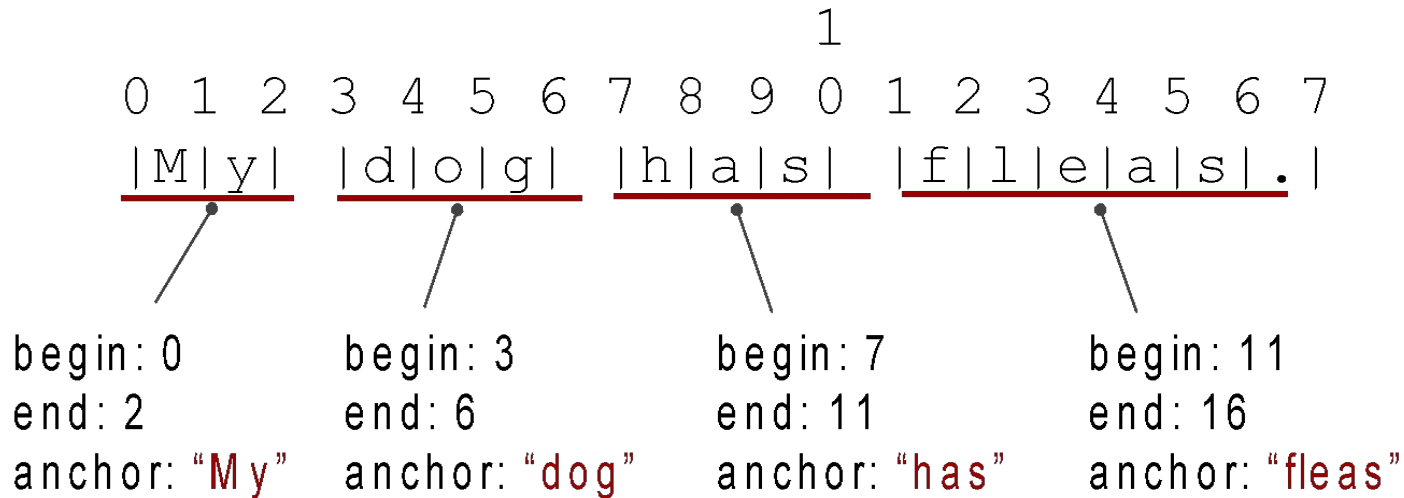 1
0 1 2 3 4 5 6 7 8 9 0 1 2 3 4 5 6 7
|M|y| |d|o|g| |h|a|s| |f|l|e|a|s|.|
begin: 0 begin: 3 begin: 7 begin: 11
end: 2 end: 6 end: 11 end: 16
anchor: “My” anchor: “dog” anchor: “has” anchor: “fleas”